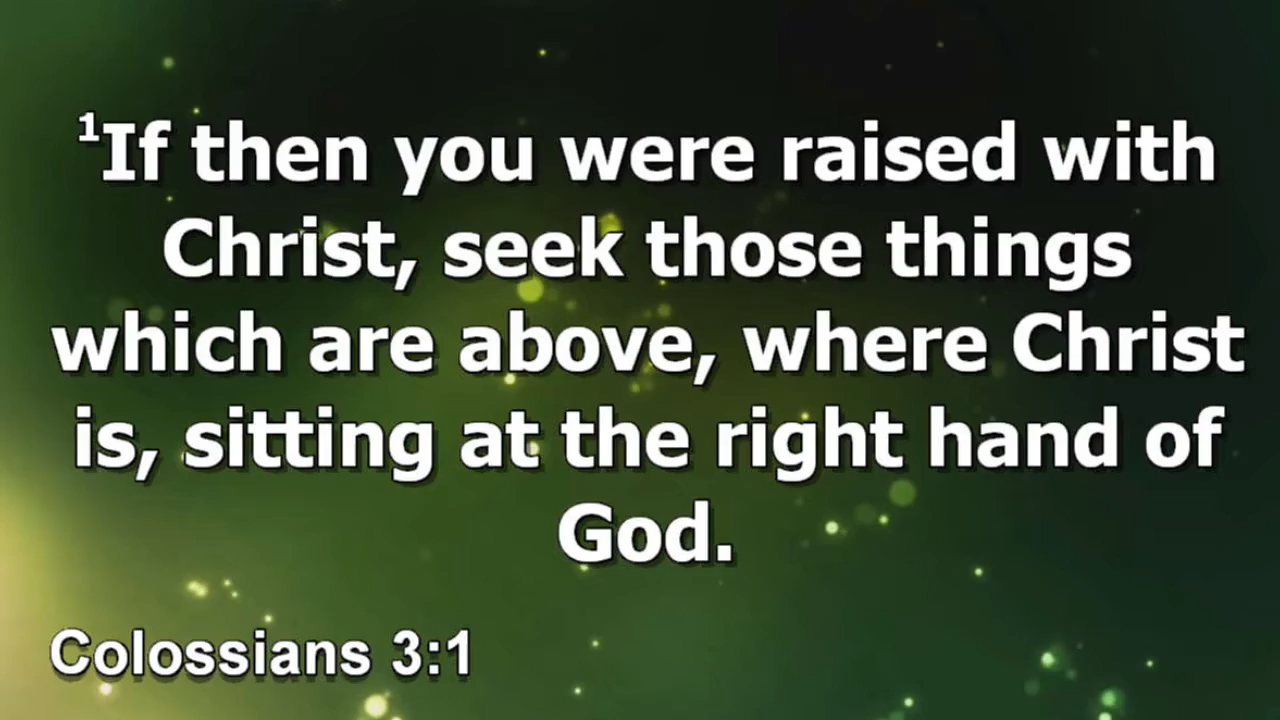 ¹If then you were raised with
Christ, seek those things
which are above, where Christ
is, sitting at the right hand of
God.
Colossians 3:1